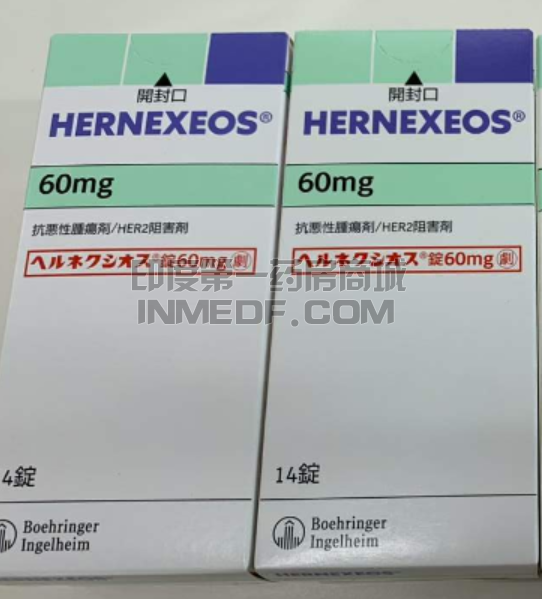 開封口
HERNEXEOS®
60mg
抗悪性腫瘍剤/HER2阻害剤
ヘルネクシオス®錠60mg 劇
4錠
Boehringer
Ingelheim
HERNEXEOS
開封口
HERNEXEOS®
60mg
抗悪性腫瘍剤/HER2阻害剤
ヘルネクシオス®錠60mg 劇
14錠
Boehringer
Ingelheim
HERNEXEOS
印度第一药房商城
INMEDF.COM